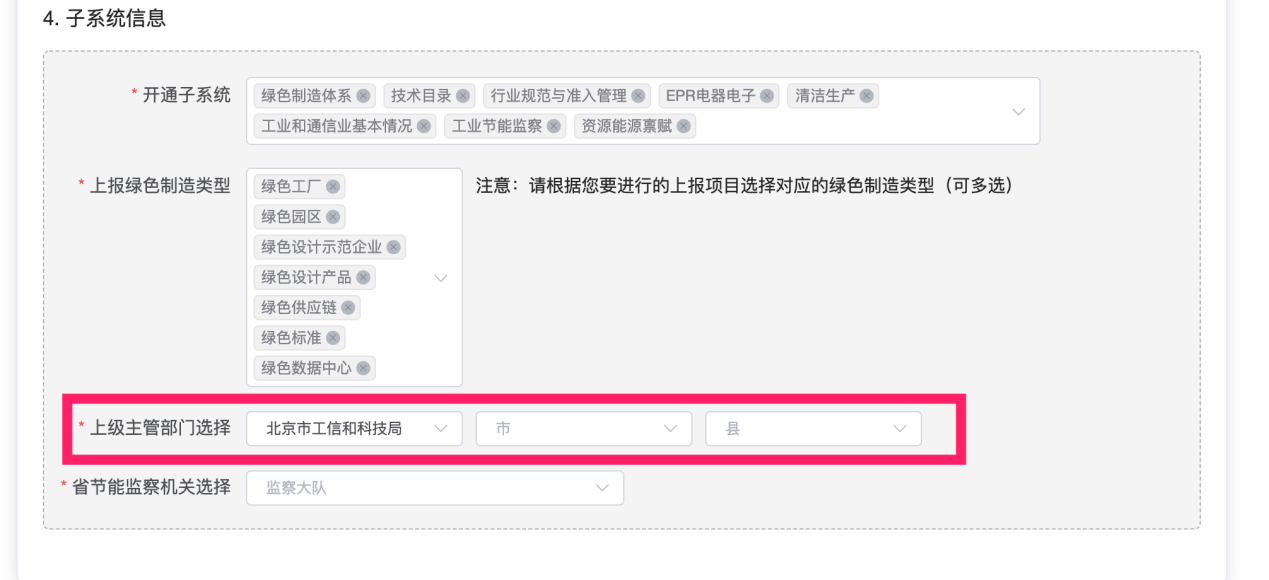 4. 子系统信息
* 开通子系统 绿色制造体系 技术目录 行业规范与准入管理 EPR电器电子 清洁生产
工业和通信业基本情况 工业节能监察 资源能源禀赋
* 上报绿色制造类型 绿色工厂 注意：请根据您要进行的上报项目选择对应的绿色制造类型（可多选）
绿色园区
绿色设计示范企业
绿色设计产品
绿色供应链
绿色标准
绿色数据中心
* 上级主管部门选择 北京市工信和科技局 市 县
* 省节能监察机关选择 监察大队